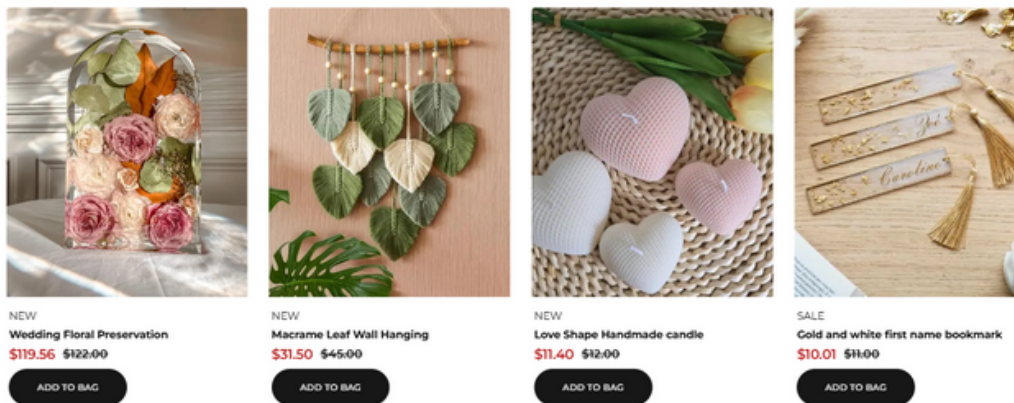 NEW
Wedding Floral Preservation
$119.56 $122.00
ADD TO BAG
NEW
Macrame Leaf Wall Hanging
$31.50 $45.00
ADD TO BAG
NEW
Love Shape Handmade candle
$11.40 $12.00
ADD TO BAG
Caroline
SALE
Gold and white first name bookmark
$10.01 $11.00
ADD TO BAG